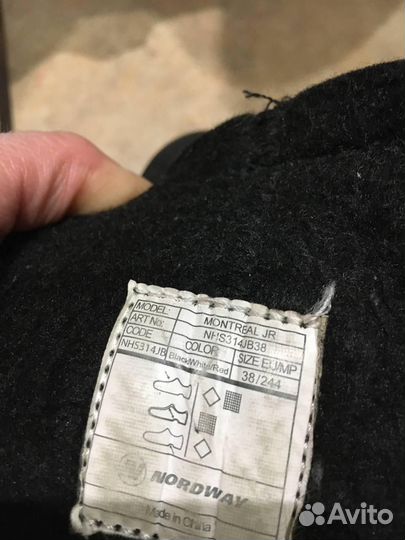 MODEL: MONTREAL JR
ART NO: NHS314JB38
CODE COLOR SIZE EU/MP
NHS314JB Black/White/Red 38/244
NORDWAY
Made in China
Avito